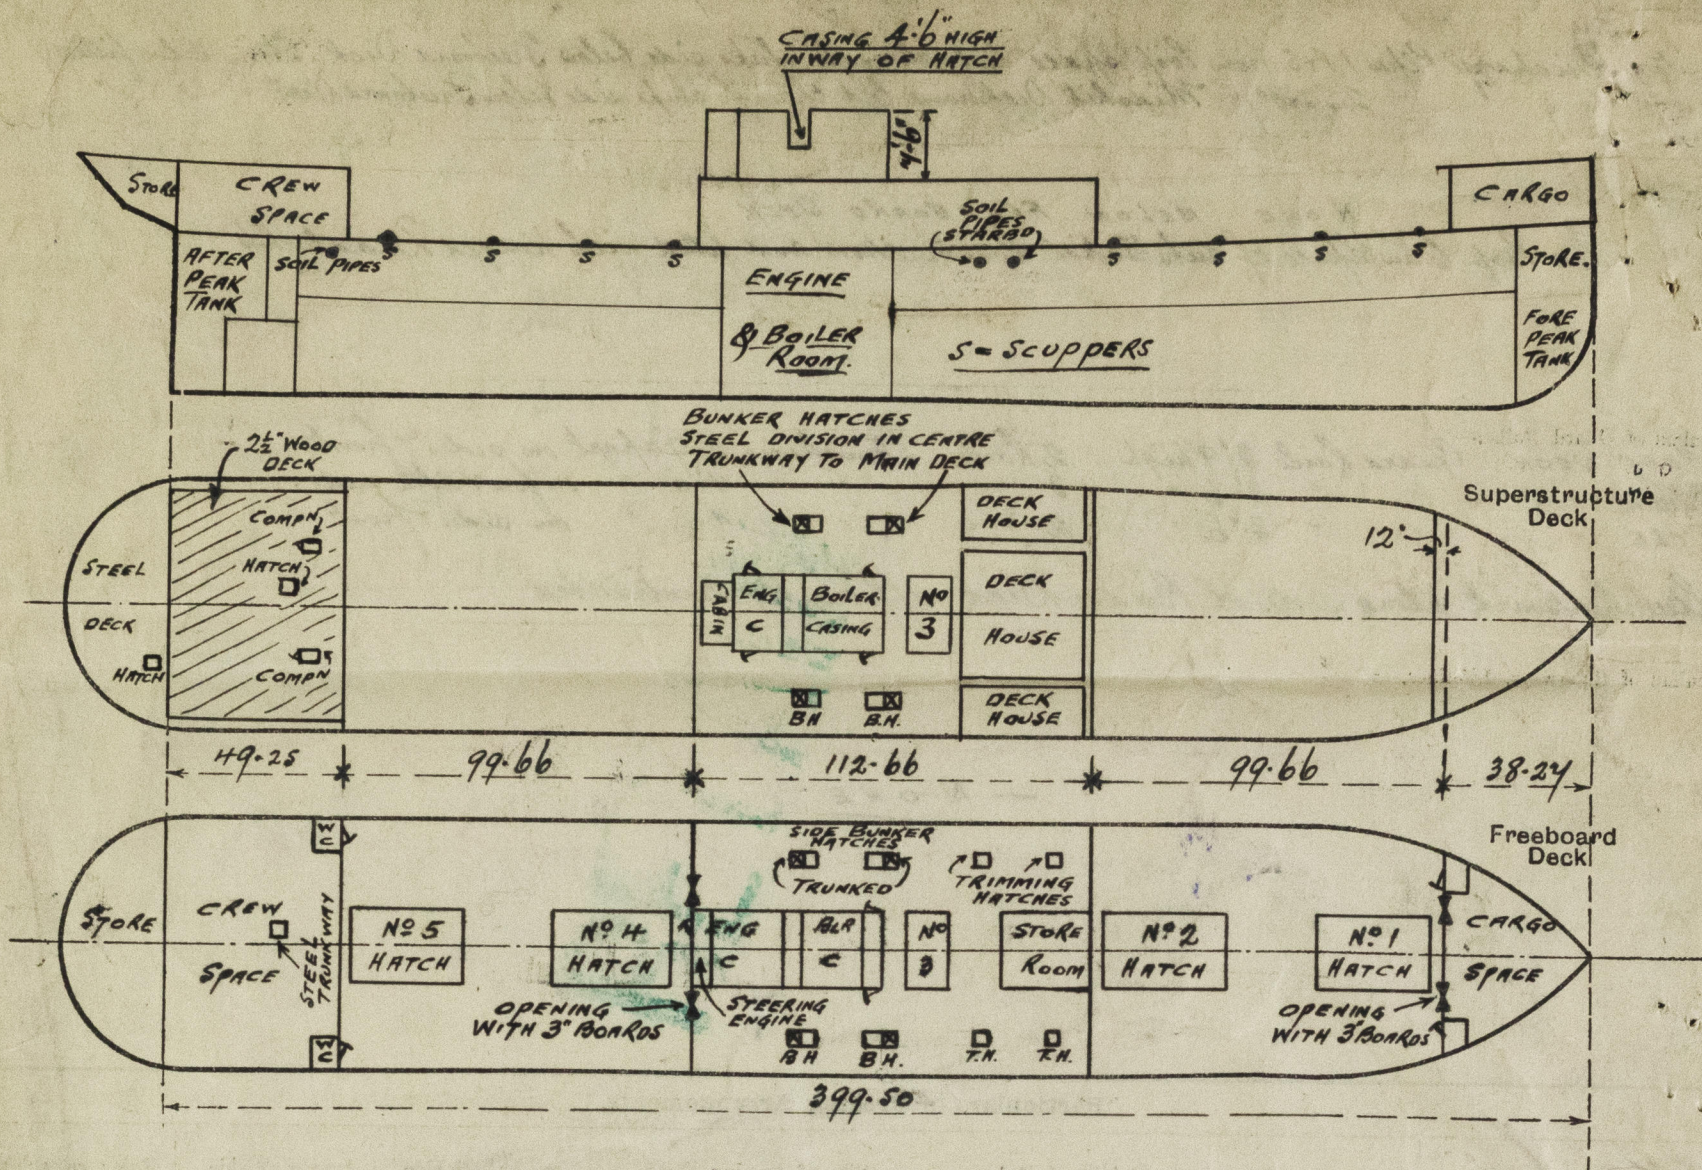 CASING 4'.6" HIGH
INWAY OF HATCH
7'-6"
STORE
CREW
SPACE
CARGO
SOIL
PIPES
STARBD
AFTER
PEAK
TANK
SOIL PIPES
S
S
S
S
S
S
S
S
ENGINE
& BOILER
ROOM.
S = SCUPPERS
STORE.
FORE
PEAK
TANK
BUNKER HATCHES
STEEL DIVISION IN CENTRE
TRUNKWAY TO MAIN DECK
2½" WOOD
DECK
Superstructure
Deck
12"
STEEL
DECK
HATCH
COMPN
HATCH
COMPN
CABIN
ENG
C
BOILER
CASING
No
3
DECK
HOUSE
DECK
HOUSE
DECK
HOUSE
BH
B.H.
49.25
99.66
112.66
99.66
38.27
Freeboard
Deck
STORE
CREW
SPACE
WC
WC
STEEL
TRUNKWAY
No 5
HATCH
No 4
HATCH
OPENING
WITH 3" BOARDS
SIDE BUNKER
HATCHES
TRUNKED
TRIMMING
HATCHES
ENG
C
BLR
C
No
3
STORE
ROOM
STEERING
ENGINE
BH
B.H.
T.H.
T.H.
No 2
HATCH
No 1
HATCH
CARGO
SPACE
OPENING
WITH 3" BOARDS
399.50